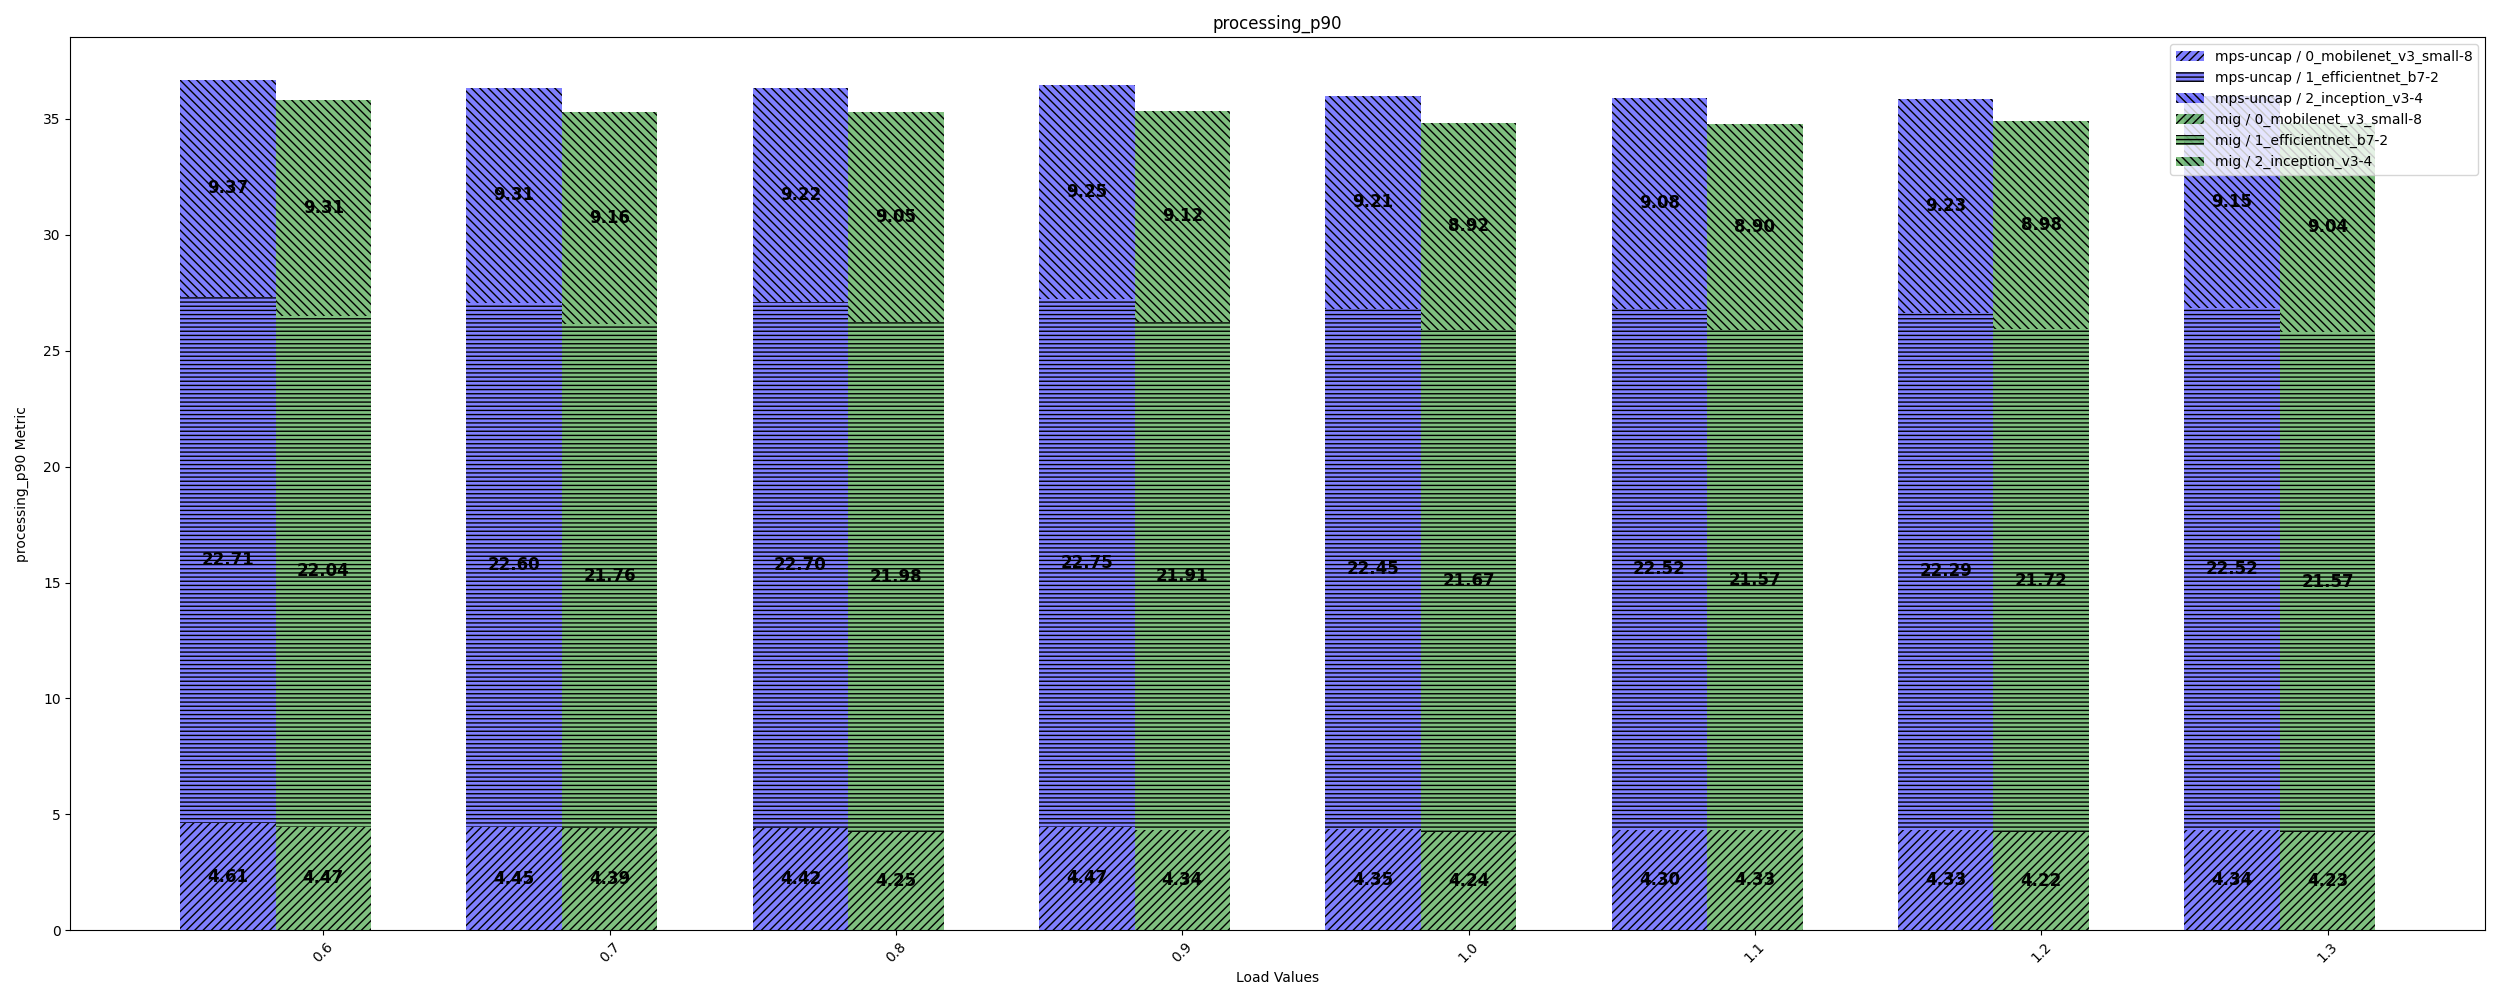 processing_p90
mps-uncap / 0_mobilenet_v3_small-8
mps-uncap / 1_efficientnet_b7-2
mps-uncap / 2_inception_v3-4
mig / 0_mobilenet_v3_small-8
mig / 1_efficientnet_b7-2
mig / 2_inception_v3-4
processing_p90 Metric
35
30
25
20
15
10
5
0
9.37 9.31 9.31 9.16 9.22 9.05 9.25 9.12 9.21 8.92 9.08 8.90 9.23 8.98 9.15 9.04
22.71 22.04 22.60 21.76 22.70 21.98 22.75 21.91 22.45 21.67 22.52 21.57 22.29 21.72 22.52 21.57
4.61 4.47 4.45 4.39 4.42 4.25 4.47 4.34 4.35 4.24 4.30 4.33 4.33 4.22 4.34 4.23
0.6 0.7 0.8 0.9 1.0 1.1 1.2 1.3
Load Values